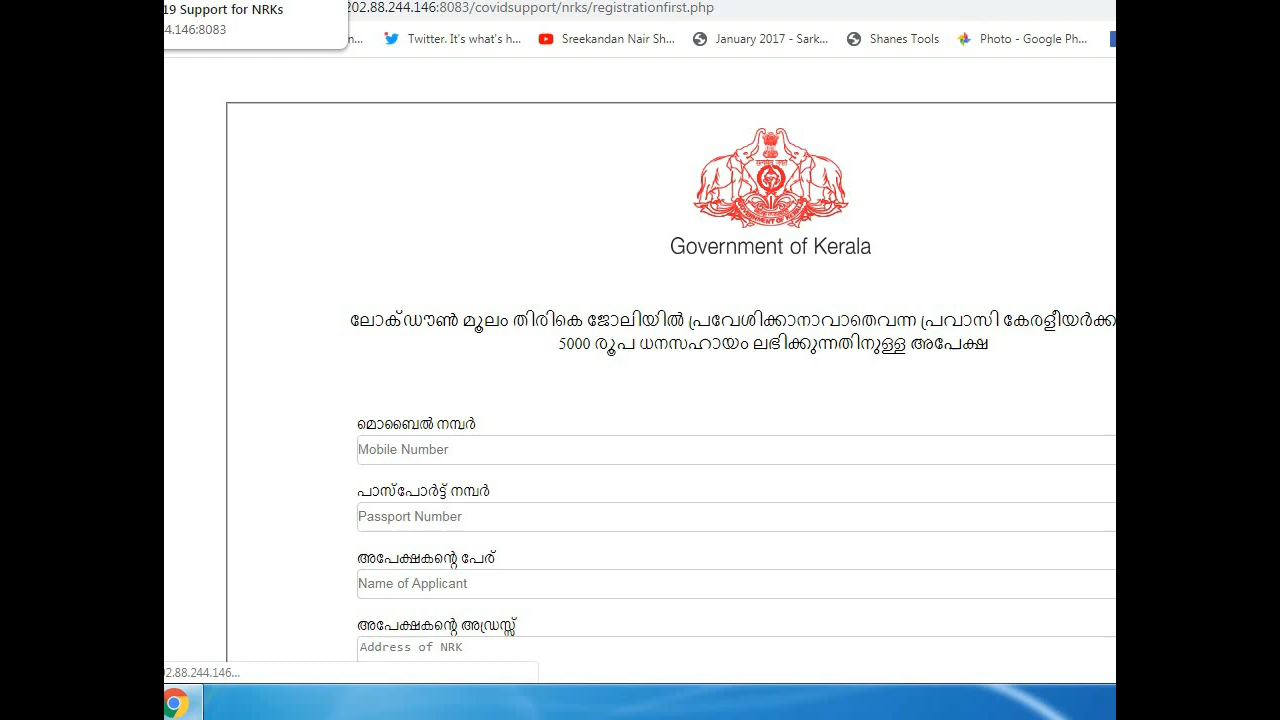 19 Support for NRKs
4.146:8083
202.88.244.146:8083/covidsupport/nrks/registrationfirst.php
n...
Twitter. It's what's h...
Sreekandan Nair Sh...
January 2017 - Sark...
Shanes Tools
Photo - Google Ph...
Government of Kerala
ലോക്ഡൗൺ മൂലം തിരികെ ജോലിയിൽ പ്രവേശിക്കാനാവാതെവന്ന പ്രവാസി കേരളീയർക്ക
5000 രൂപ ധനസഹായം ലഭിക്കുന്നതിനുള്ള അപേക്ഷ
മൊബൈൽ നമ്പർ
Mobile Number
പാസ്പോർട്ട് നമ്പർ
Passport Number
അപേക്ഷകന്റെ പേര്
Name of Applicant
അപേക്ഷകന്റെ അഡ്രസ്സ്
Address of NRK
02.88.244.146...